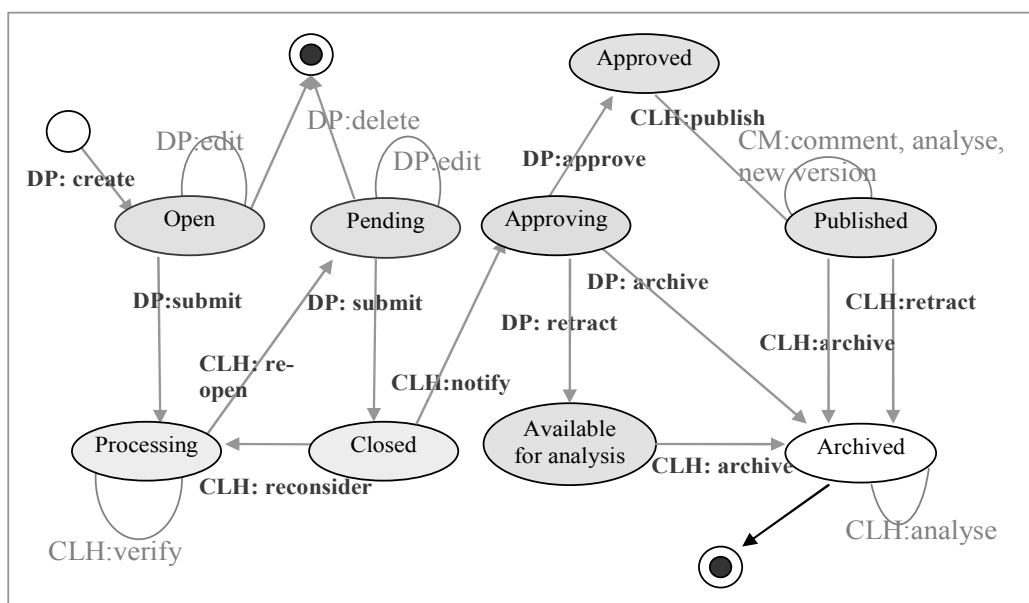 Approved
CLH:publish
DP:delete
DP:edit
CM:comment, analyse,
new version
DP:edit
DP:approve
DP: create
Open
Pending
Approving
Published
DP: archive
DP:submit
DP: submit
CLH:retract
DP: retract
CLH:archive
CLH: re-
open
CLH:notify
Processing
Closed
Available
for analysis
Archived
CLH: archive
CLH: reconsider
CLH:analyse
CLH:verify